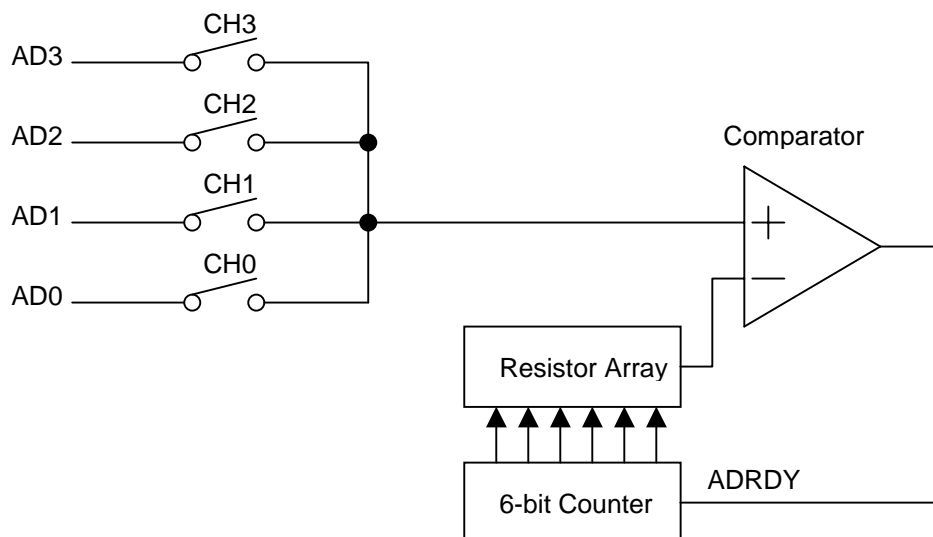 CH3
AD3
CH2
AD2
Comparator
CH1
AD1
CH0
AD0
Resistor Array
ADRDY
6-bit Counter